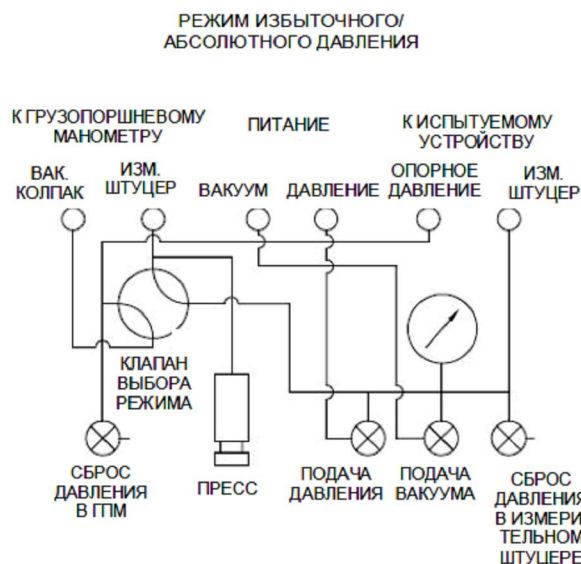 РЕЖИМ ИЗБЫТОЧНОГО/
АБСОЛЮТНОГО ДАВЛЕНИЯ
К ГРУЗОПОРШНЕВОМУ
МАНОМЕТРУ
ПИТАНИЕ
К ИСПЫТУЕМОМУ
УСТРОЙСТВУ
ВАК.
КОЛПАК
ИЗМ.
ШТУЦЕР
ВАКУУМ
ДАВЛЕНИЕ
ОПОРНОЕ
ДАВЛЕНИЕ
ИЗМ.
ШТУЦЕР
КЛАПАН
ВЫБОРА
РЕЖИМА
СБРОС
ДАВЛЕНИЯ
В ГПМ
ПРЕСС
ПОДАЧА
ДАВЛЕНИЯ
ПОДАЧА
ВАКУУМА
СБРОС
ДАВЛЕНИЯ
В ИЗМЕРИ-
ТЕЛЬНОМ
ШТУЦЕРЕ